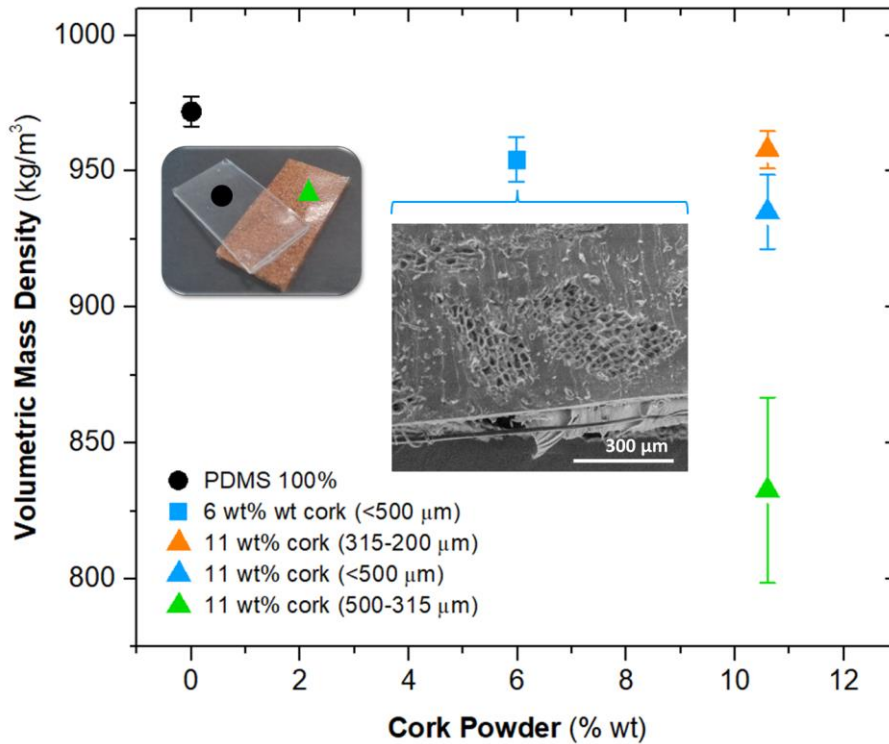 1000
950
900
850
800
Volumetric Mass Density (kg/m³)
300 μm
PDMS 100%
6 wt% wt cork (<500 μm)
11 wt% cork (315-200 μm)
11 wt% cork (<500 μm)
11 wt% cork (500-315 μm)
0 2 4 6 8 10 12
Cork Powder (% wt)